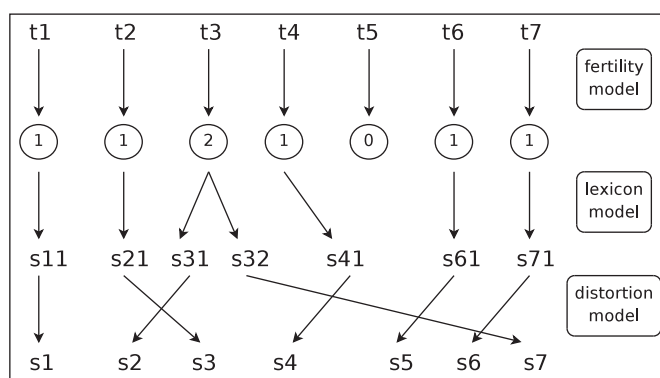 t1 t2 t3 t4 t5 t6 t7
fertility
model
1 1 2 1 0 1 1
lexicon
model
s11 s21 s31 s32 s41 s61 s71
distortion
model
s1 s2 s3 s4 s5 s6 s7